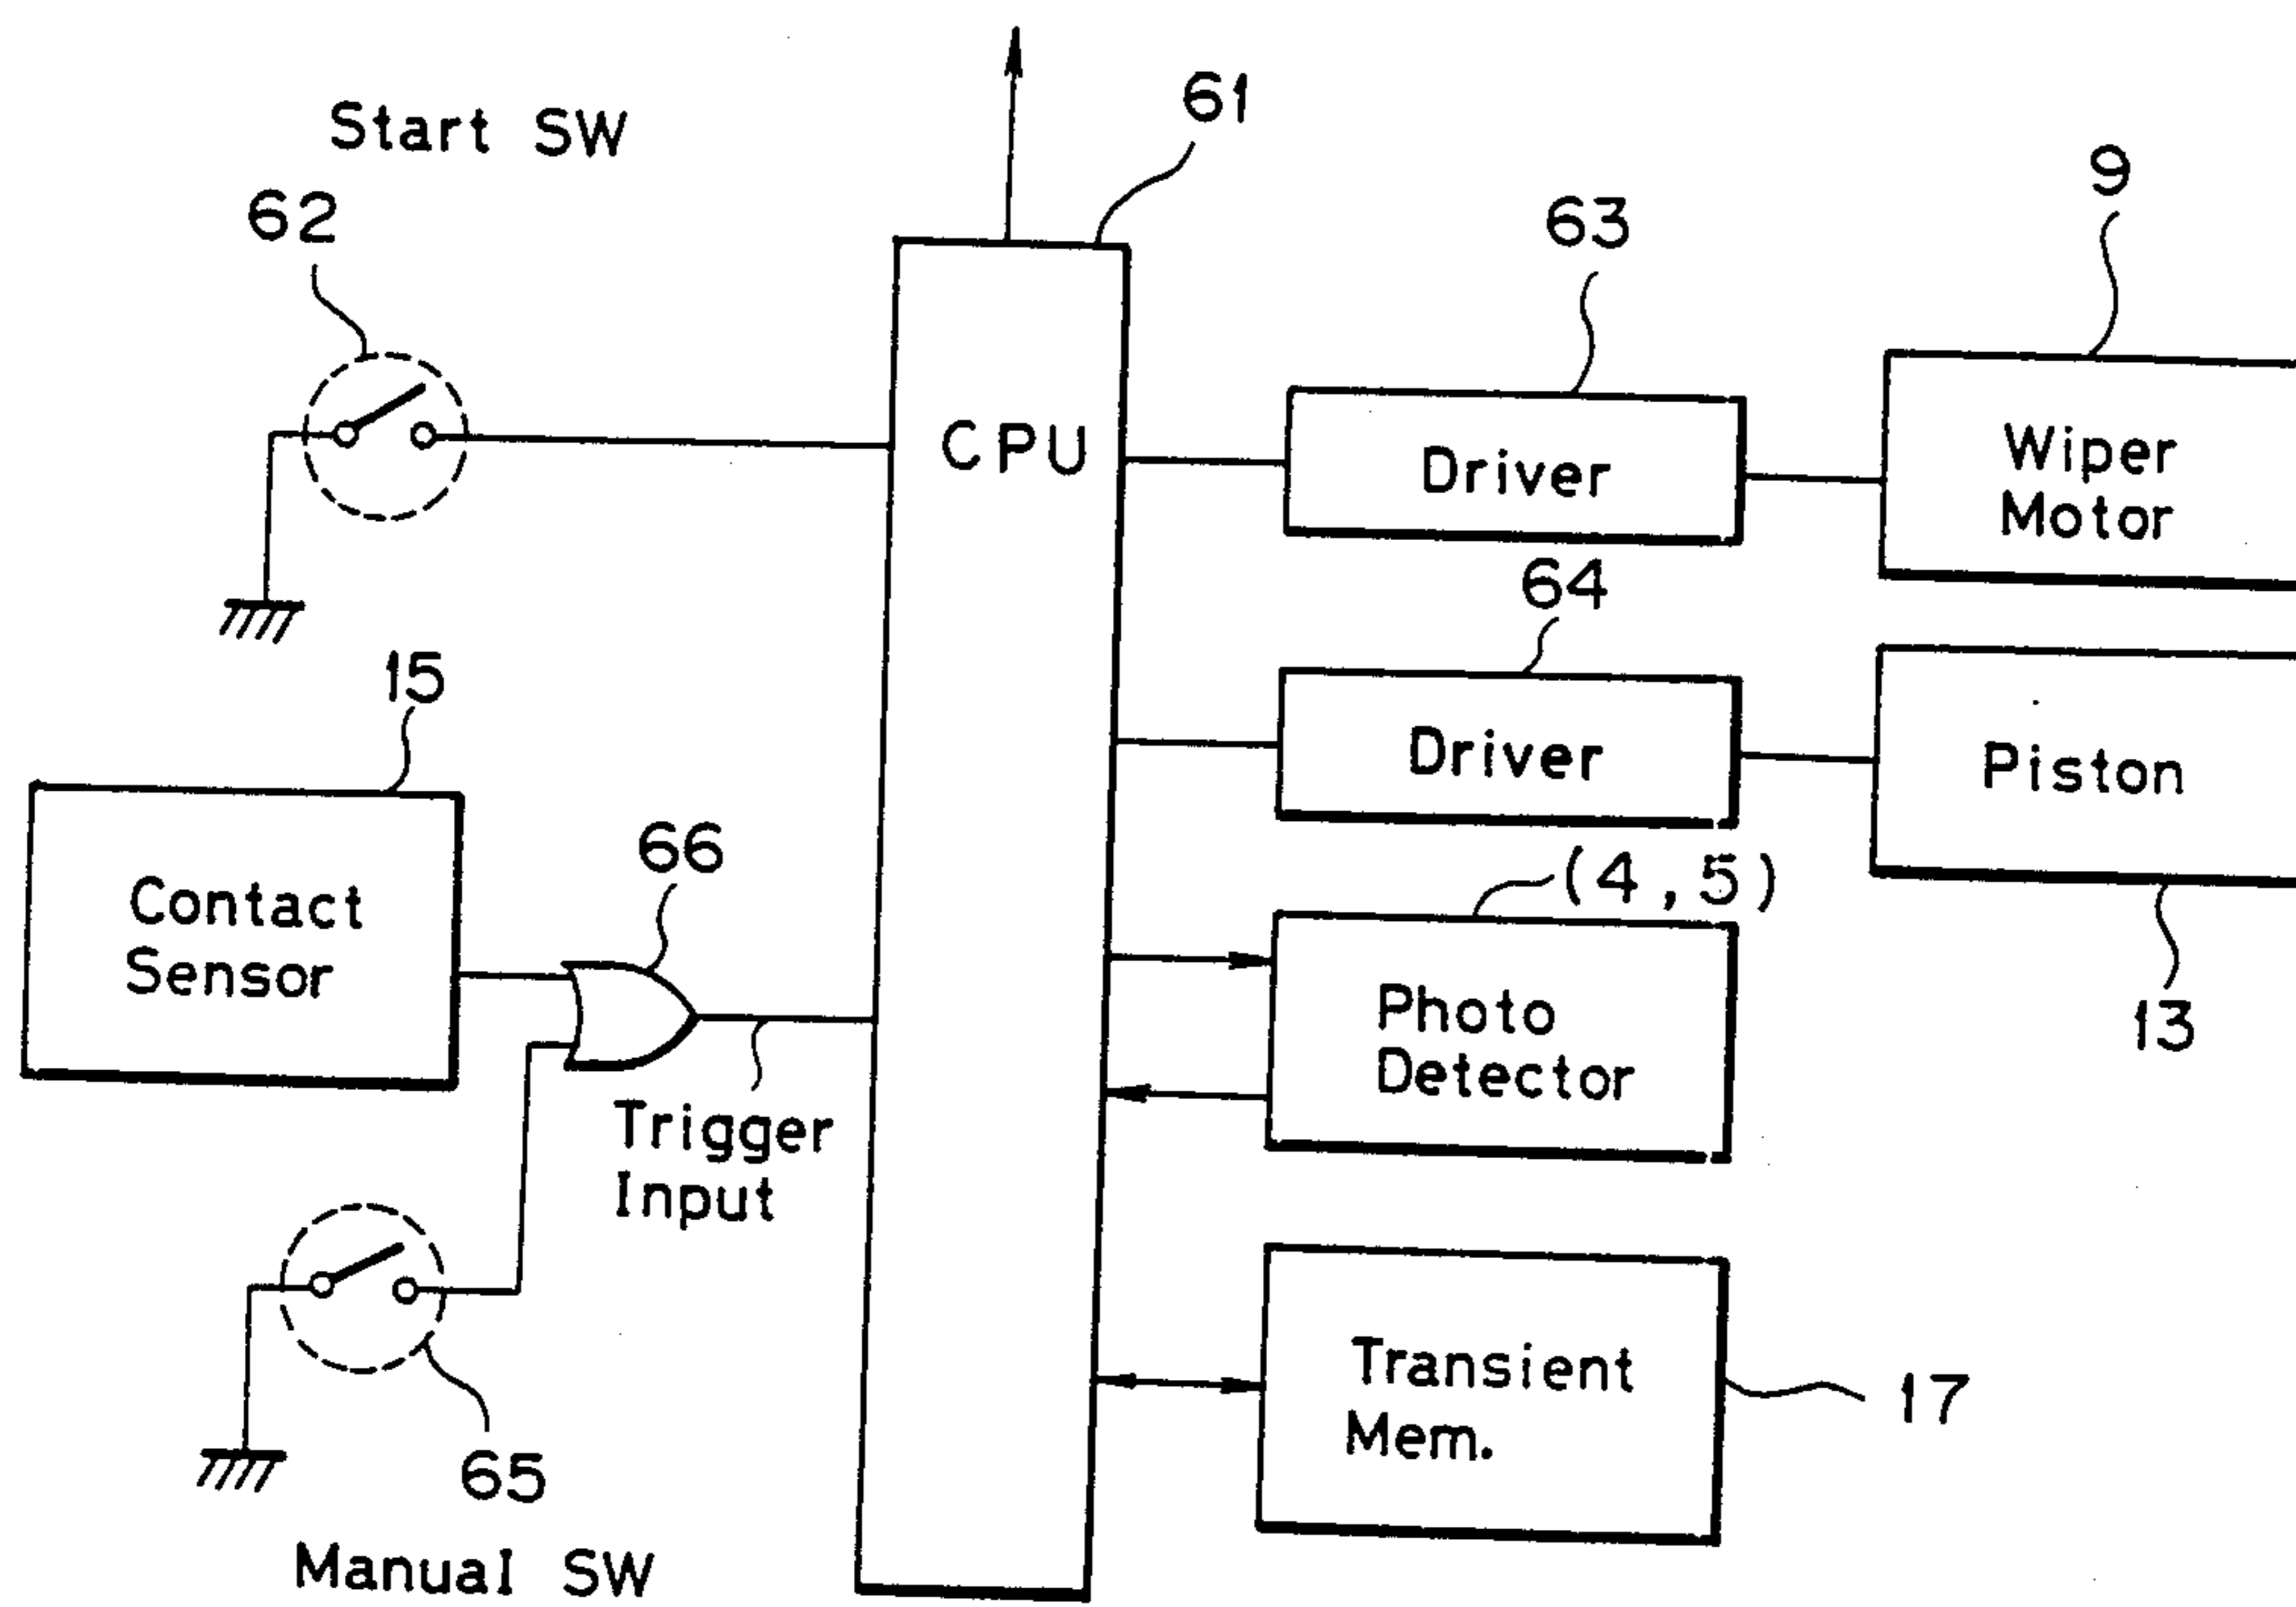 Start SW
61
62
63
9
CPU
Driver
Wiper
Motor
64
15
Driver
Piston
66
(4,5)
Contact
Sensor
Photo
Detector
13
Trigger
Input
Transient
Mem.
17
65
Manual SW